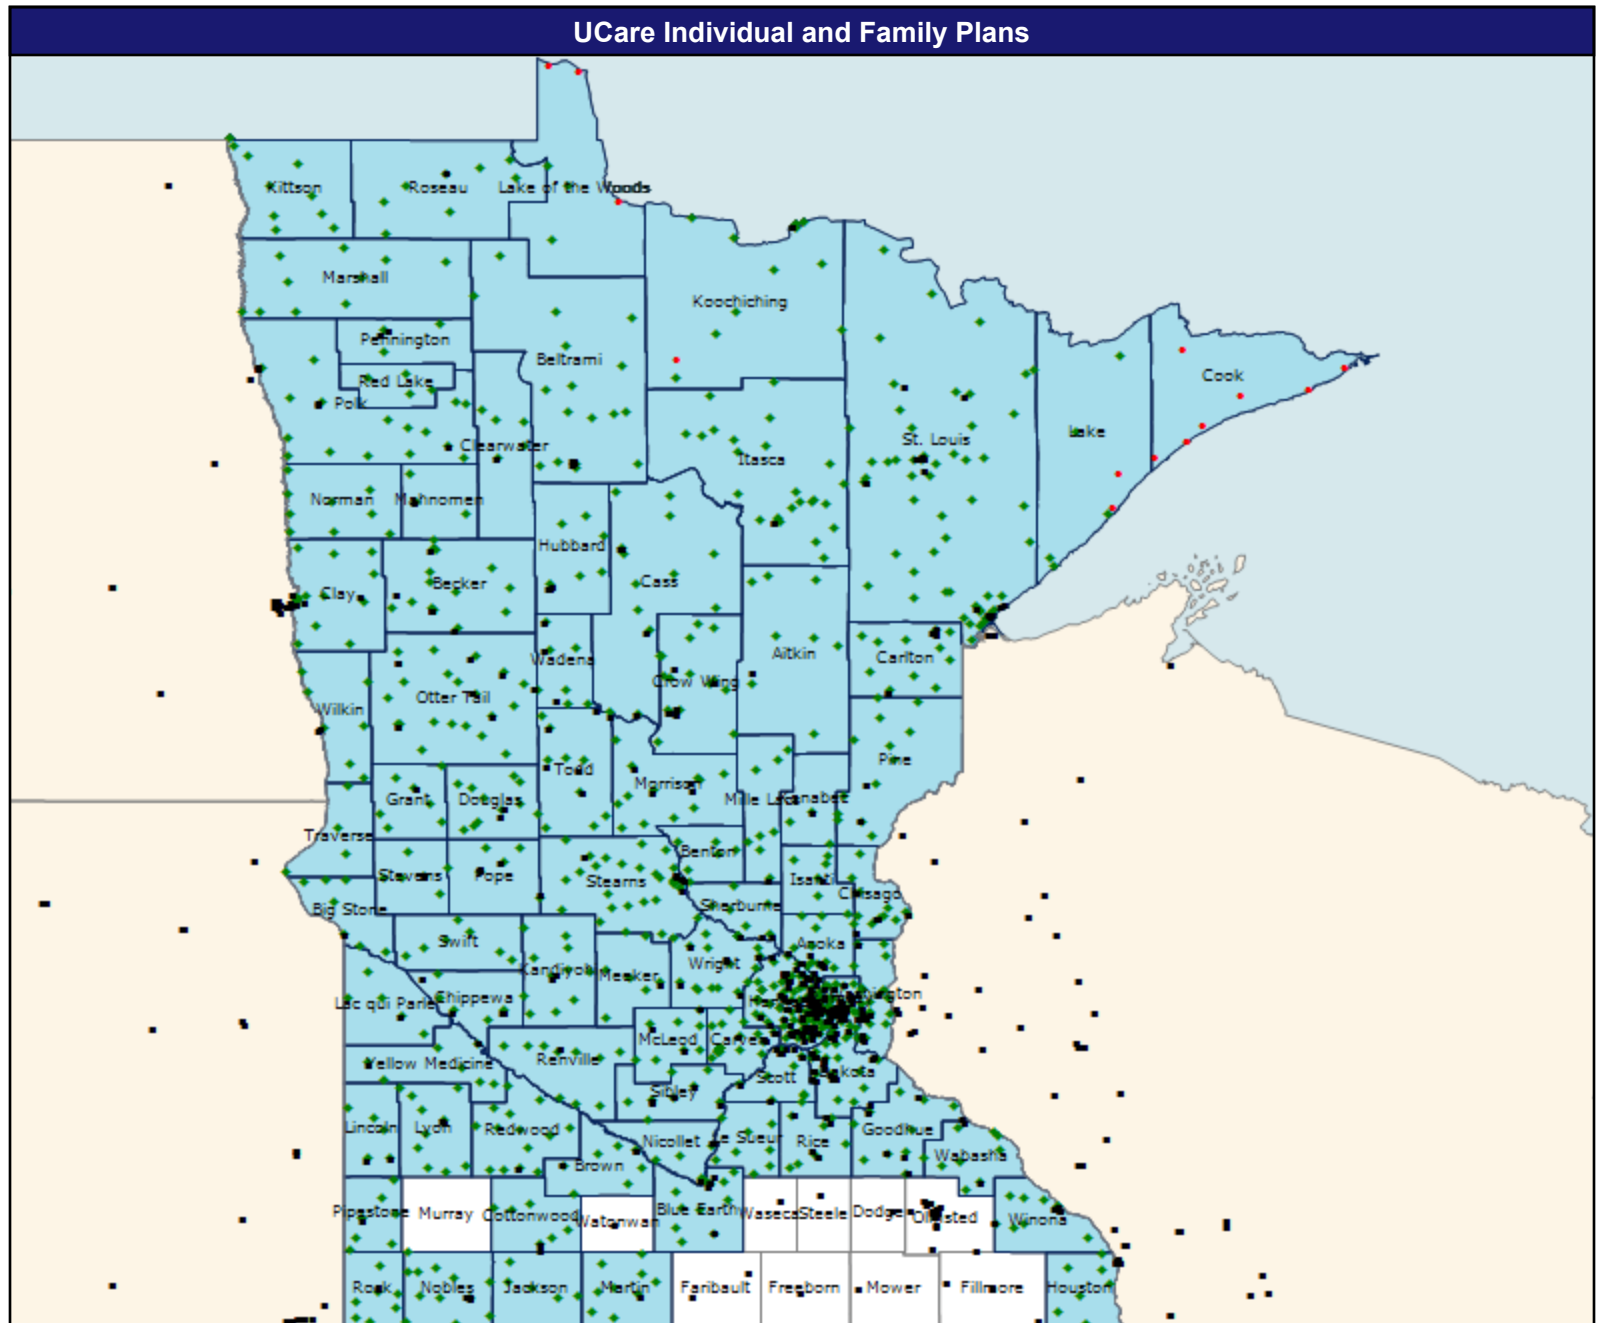 UCare Individual and Family Plans
Kittson
Roseau
Lake of the Woods
Marshall
Koochiching
Pennington
Beltrami
Red Lake
Cook
Polk
Lake
St. Louis
Clearwater
Itasca
Norman
Mahnomen
Hubbard
Cass
Becker
Clay
Wadena
Aitkin
Carlton
Crow Wing
Otter Tail
Wilkin
Pine
Todd
Morrison
Grant
Douglas
Mille Lacs
Kanabec
Traverse
Benton
Stevens
Pope
Stearns
Isanti
Chisago
Big Stone
Sherburne
Swift
Anoka
Kandiyohi
Meeker
Wright
Lac qui Parle
Chippewa
Washington
McLeod
Carver
Yellow Medicine
Renville
Scott
Dakota
Sibley
Lincoln
Lyon
Redwood
Nicollet
Le Sueur
Rice
Goodhue
Brown
Wabasha
Pipestone
Murray
Cottonwood
Watonwan
Blue Earth
Waseca
Steele
Dodge
Olmsted
Winona
Rock
Nobles
Jackson
Martin
Faribault
Freeborn
Mower
Fillmore
Houston